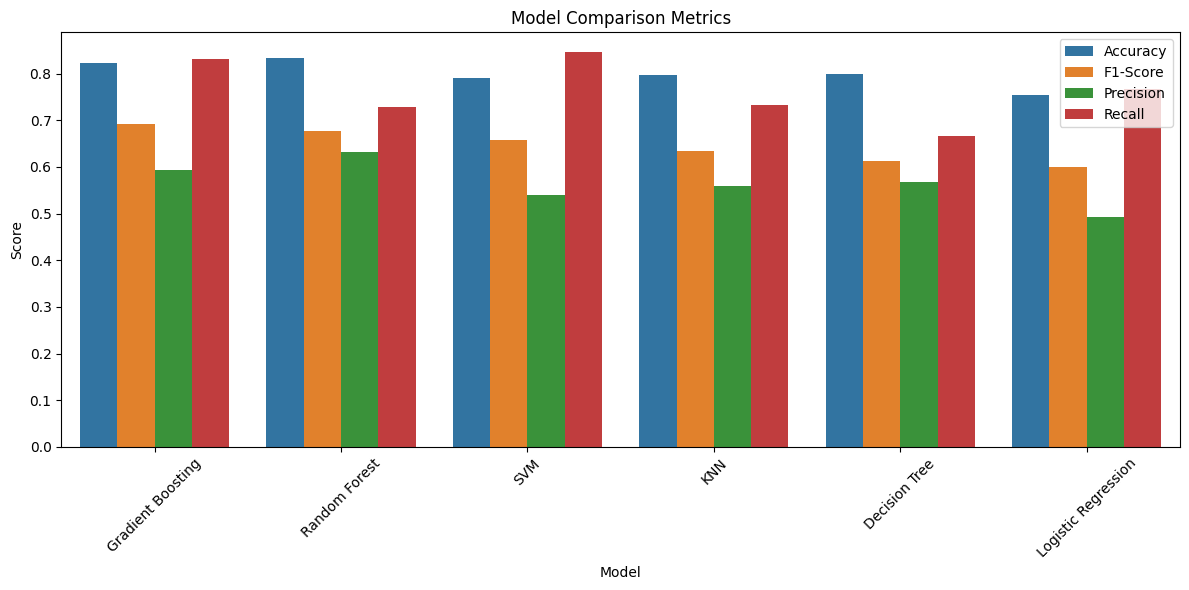 Model Comparison Metrics
Accuracy
F1-Score
Precision
Recall
Score
0.8
0.7
0.6
0.5
0.4
0.3
0.2
0.1
0.0
Gradient Boosting
Random Forest
SVM
KNN
Decision Tree
Logistic Regression
Model